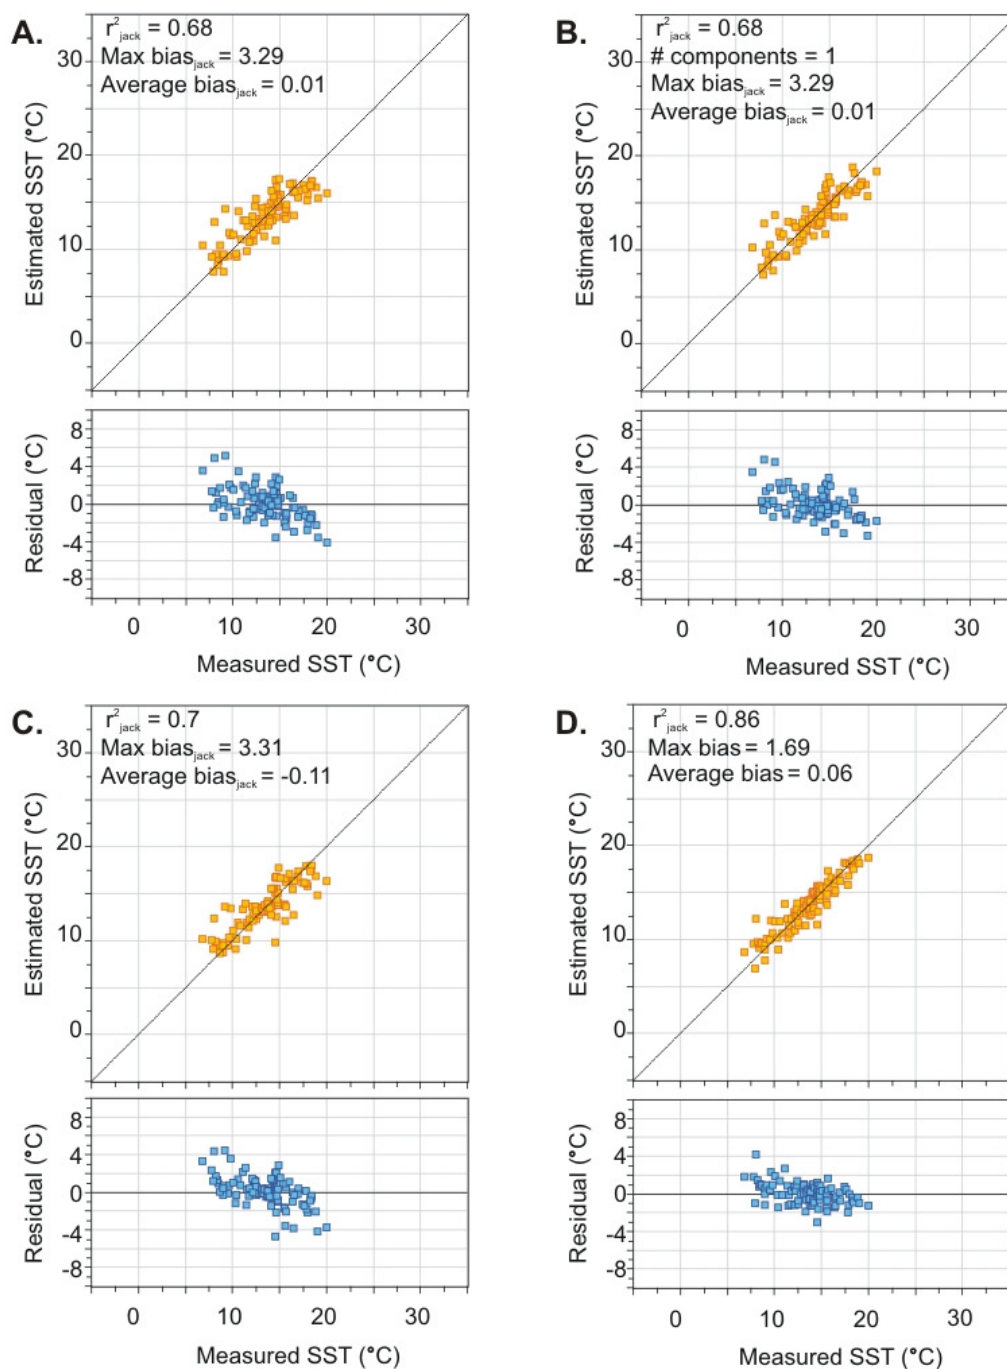 A.
r²jack = 0.68
Max biasjack = 3.29
Average biasjack = 0.01
30
20
10
0
Estimated SST (°C)
8
4
0
-4
-8
Residual (°C)
0 10 20 30
Measured SST (°C)
B.
r²jack = 0.68
# components = 1
Max biasjack = 3.29
Average biasjack = 0.01
30
20
10
0
Estimated SST (°C)
8
4
0
-4
-8
Residual (°C)
0 10 20 30
Measured SST (°C)
C.
r²jack = 0.7
Max biasjack = 3.31
Average biasjack = -0.11
30
20
10
0
Estimated SST (°C)
8
4
0
-4
-8
Residual (°C)
0 10 20 30
Measured SST (°C)
D.
r²jack = 0.86
Max bias = 1.69
Average bias = 0.06
30
20
10
0
Estimated SST (°C)
8
4
0
-4
-8
Residual (°C)
0 10 20 30
Measured SST (°C)